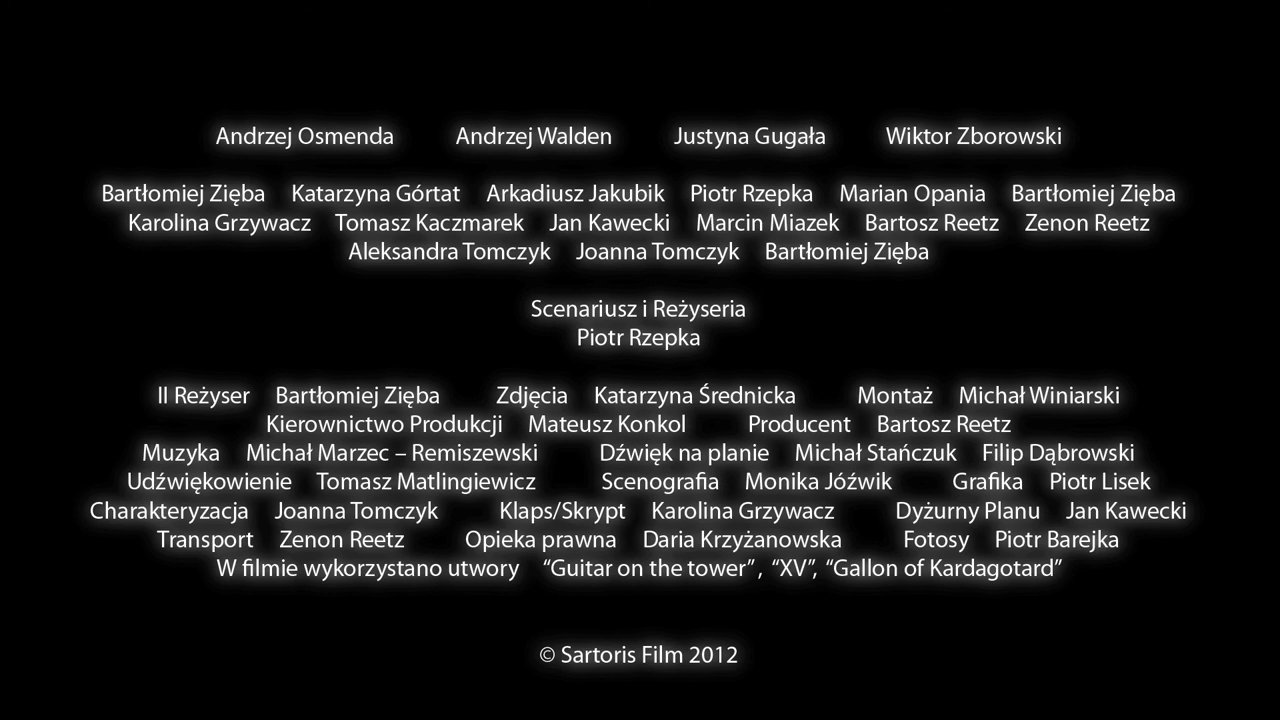 Andrzej Osmenda Andrzej Walden Justyna Gugała Wiktor Zborowski
Bartłomiej Zięba Katarzyna Górtat Arkadiusz Jakubik Piotr Rzepka Marian Opania Bartłomiej Zięba
Karolina Grzywacz Tomasz Kaczmarek Jan Kawecki Marcin Miazek Bartosz Reetz Zenon Reetz
Aleksandra Tomczyk Joanna Tomczyk Bartłomiej Zięba
Scenariusz i Reżyseria
Piotr Rzepka
II Reżyser Bartłomiej Zięba Zdjęcia Katarzyna Średnicka Montaż Michał Winiarski
Kierownictwo Produkcji Mateusz Konkol Producent Bartosz Reetz
Muzyka Michał Marzec – Remiszewski Dźwięk na planie Michał Stańczuk Filip Dąbrowski
Udźwiękowienie Tomasz Matlingiewicz Scenografia Monika Jóźwik Grafika Piotr Lisek
Charakteryzacja Joanna Tomczyk Klaps/Skrypt Karolina Grzywacz Dyżurny Planu Jan Kawecki
Transport Zenon Reetz Opieka prawna Daria Krzyżanowska Fotosy Piotr Barejka
W filmie wykorzystano utwory “Guitar on the tower” , “XV”, “Gallon of Kardagotard”
© Sartoris Film 2012